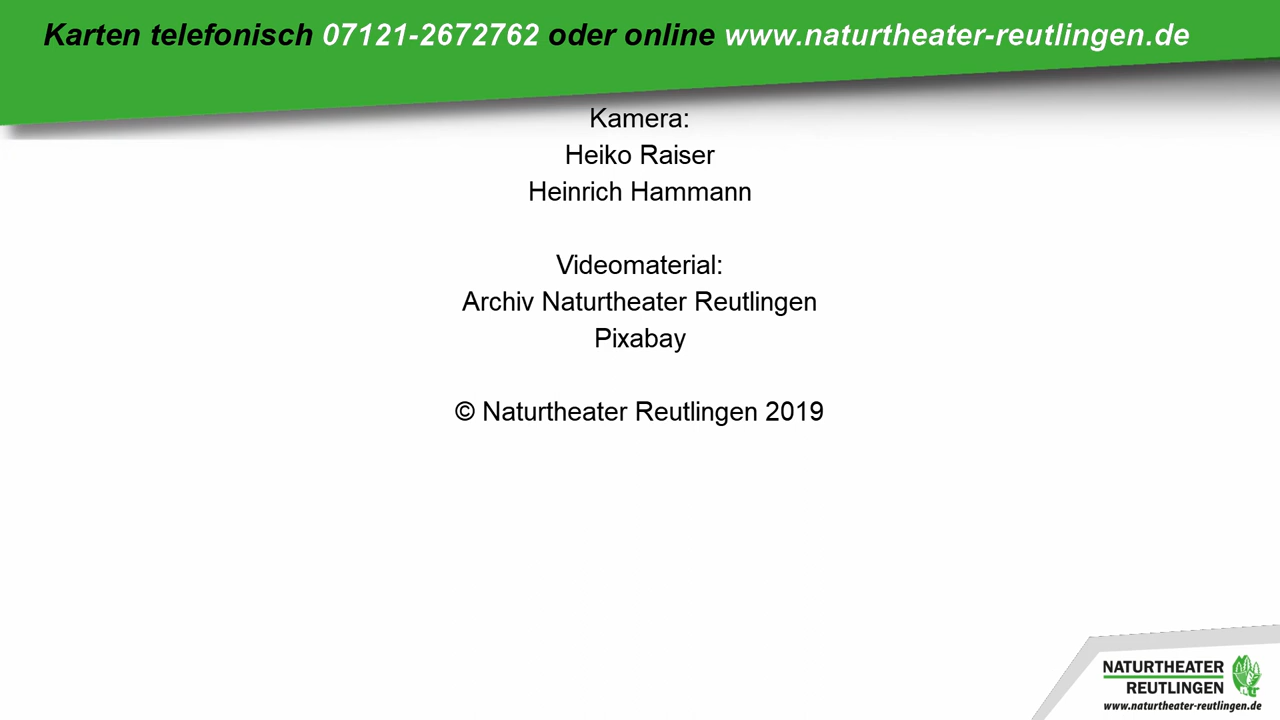 Karten telefonisch 07121-2672762 oder online www.naturtheater-reutlingen.de
Kamera:
Heiko Raiser
Heinrich Hammann
Videomaterial:
Archiv Naturtheater Reutlingen
Pixabay
© Naturtheater Reutlingen 2019
NATURTHEATER
REUTLINGEN
www.naturtheater-reutlingen.de